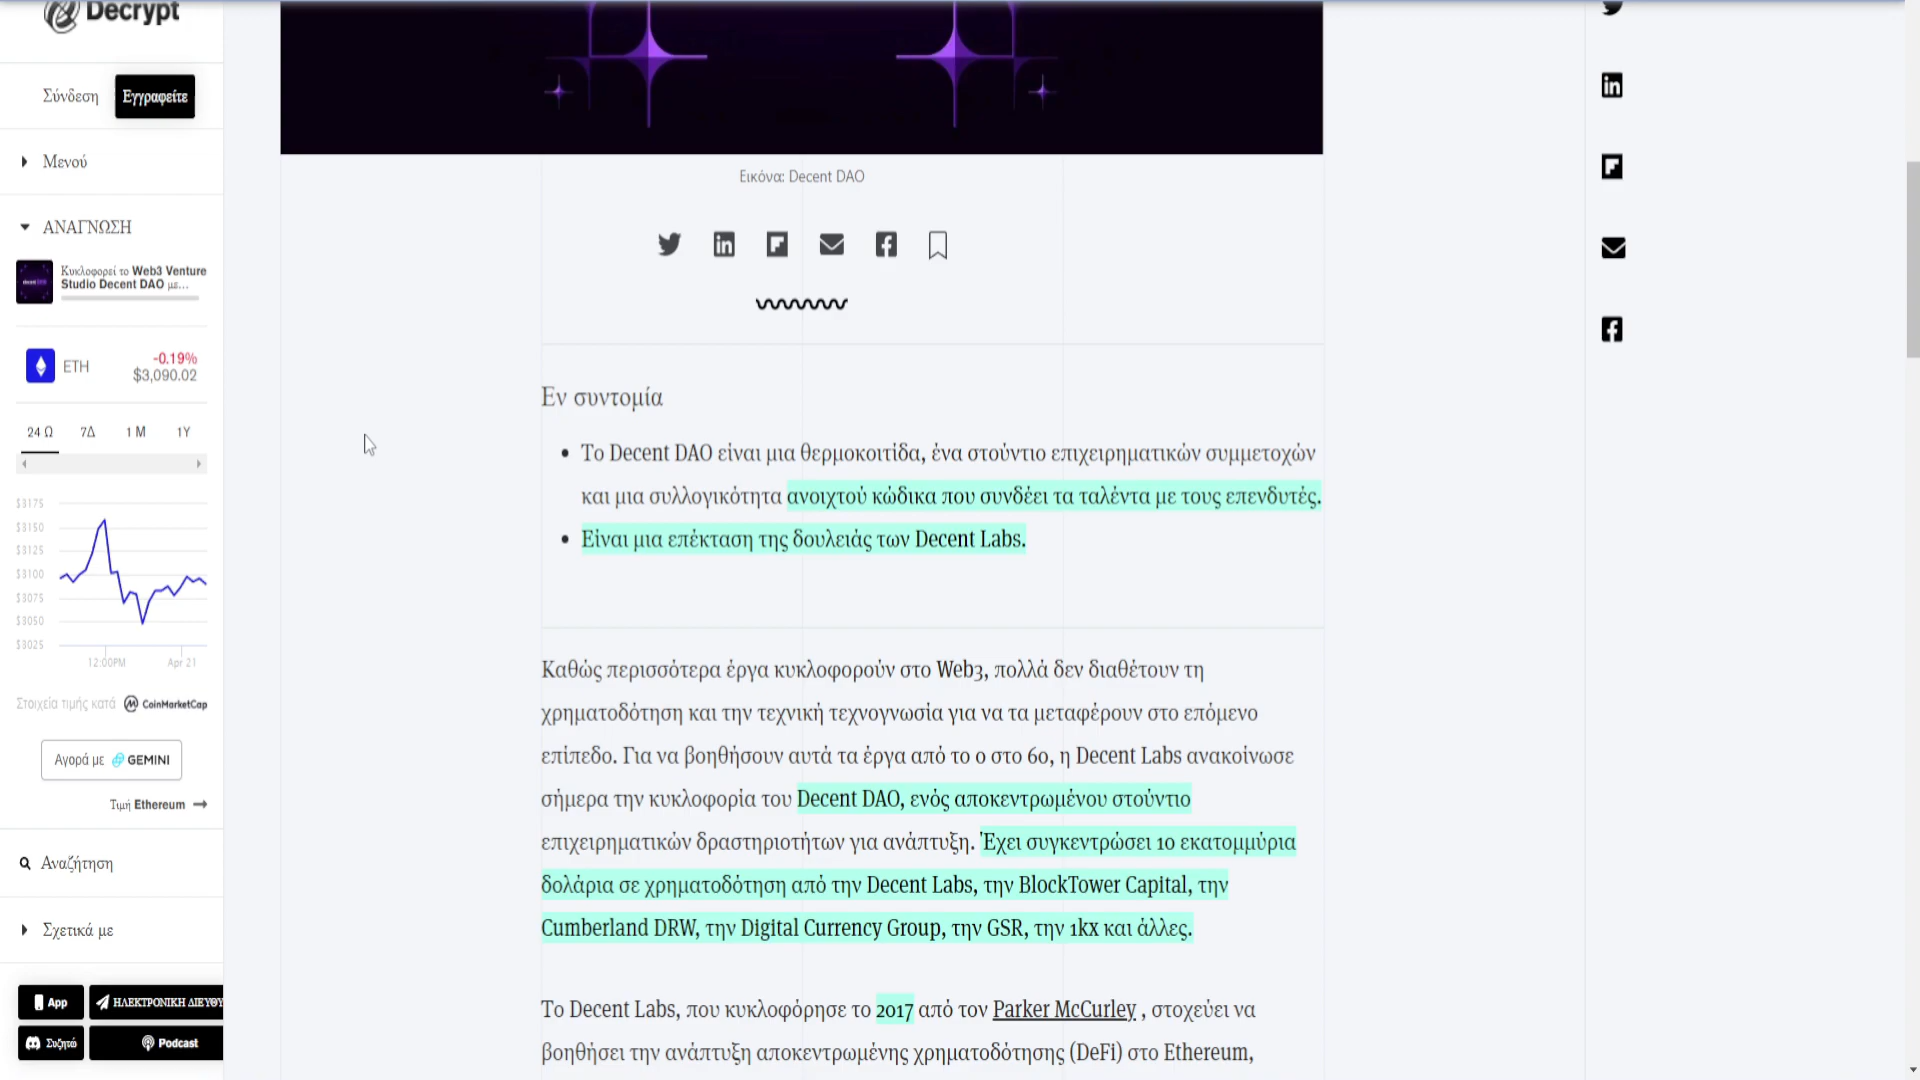 Decrypt
Σύνδεση
Εγγραφείτε
Μενού
ΑΝΑΓΝΩΣΗ
Κυκλοφορεί το Web3 Venture
Studio Decent DAO με...
ETH
-0.19%
$3,090.02
24 Ω 7Δ 1 Μ 1Υ
$3175
$3150
$3125
$3100
$3075
$3050
$3025
12:00PM Apr 21
Στοιχεία τιμής κατά CoinMarketCap
Αγορά με GEMINI
Τιμή Ethereum
Αναζήτηση
Σχετικά με
App
ΗΛΕΚΤΡΟΝΙΚΗ ΔΙΕΥΘΥ
Συζητώ
Podcast
Εικόνα: Decent DAO
Εν συντομία
Το Decent DAO είναι μια θερμοκοιτίδα, ένα στούντιο επιχειρηματικών συμμετοχών
και μια συλλογικότητα ανοιχτού κώδικα που συνδέει τα ταλέντα με τους επενδυτές.
Είναι μια επέκταση της δουλειάς των Decent Labs.
Καθώς περισσότερα έργα κυκλοφορούν στο Web3, πολλά δεν διαθέτουν τη
χρηματοδότηση και την τεχνική τεχνογνωσία για να τα μεταφέρουν στο επόμενο
επίπεδο. Για να βοηθήσουν αυτά τα έργα από το 0 στο 60, η Decent Labs ανακοίνωσε
σήμερα την κυκλοφορία του Decent DAO, ενός αποκεντρωμένου στούντιο
επιχειρηματικών δραστηριοτήτων για ανάπτυξη. Έχει συγκεντρώσει 10 εκατομμύρια
δολάρια σε χρηματοδότηση από την Decent Labs, την BlockTower Capital, την
Cumberland DRW, την Digital Currency Group, την GSR, την 1kx και άλλες.
Το Decent Labs, που κυκλοφόρησε το 2017 από τον Parker McCurley , στοχεύει να
βοηθήσει την ανάπτυξη αποκεντρωμένης χρηματοδότησης (DeFi) στο Ethereum,